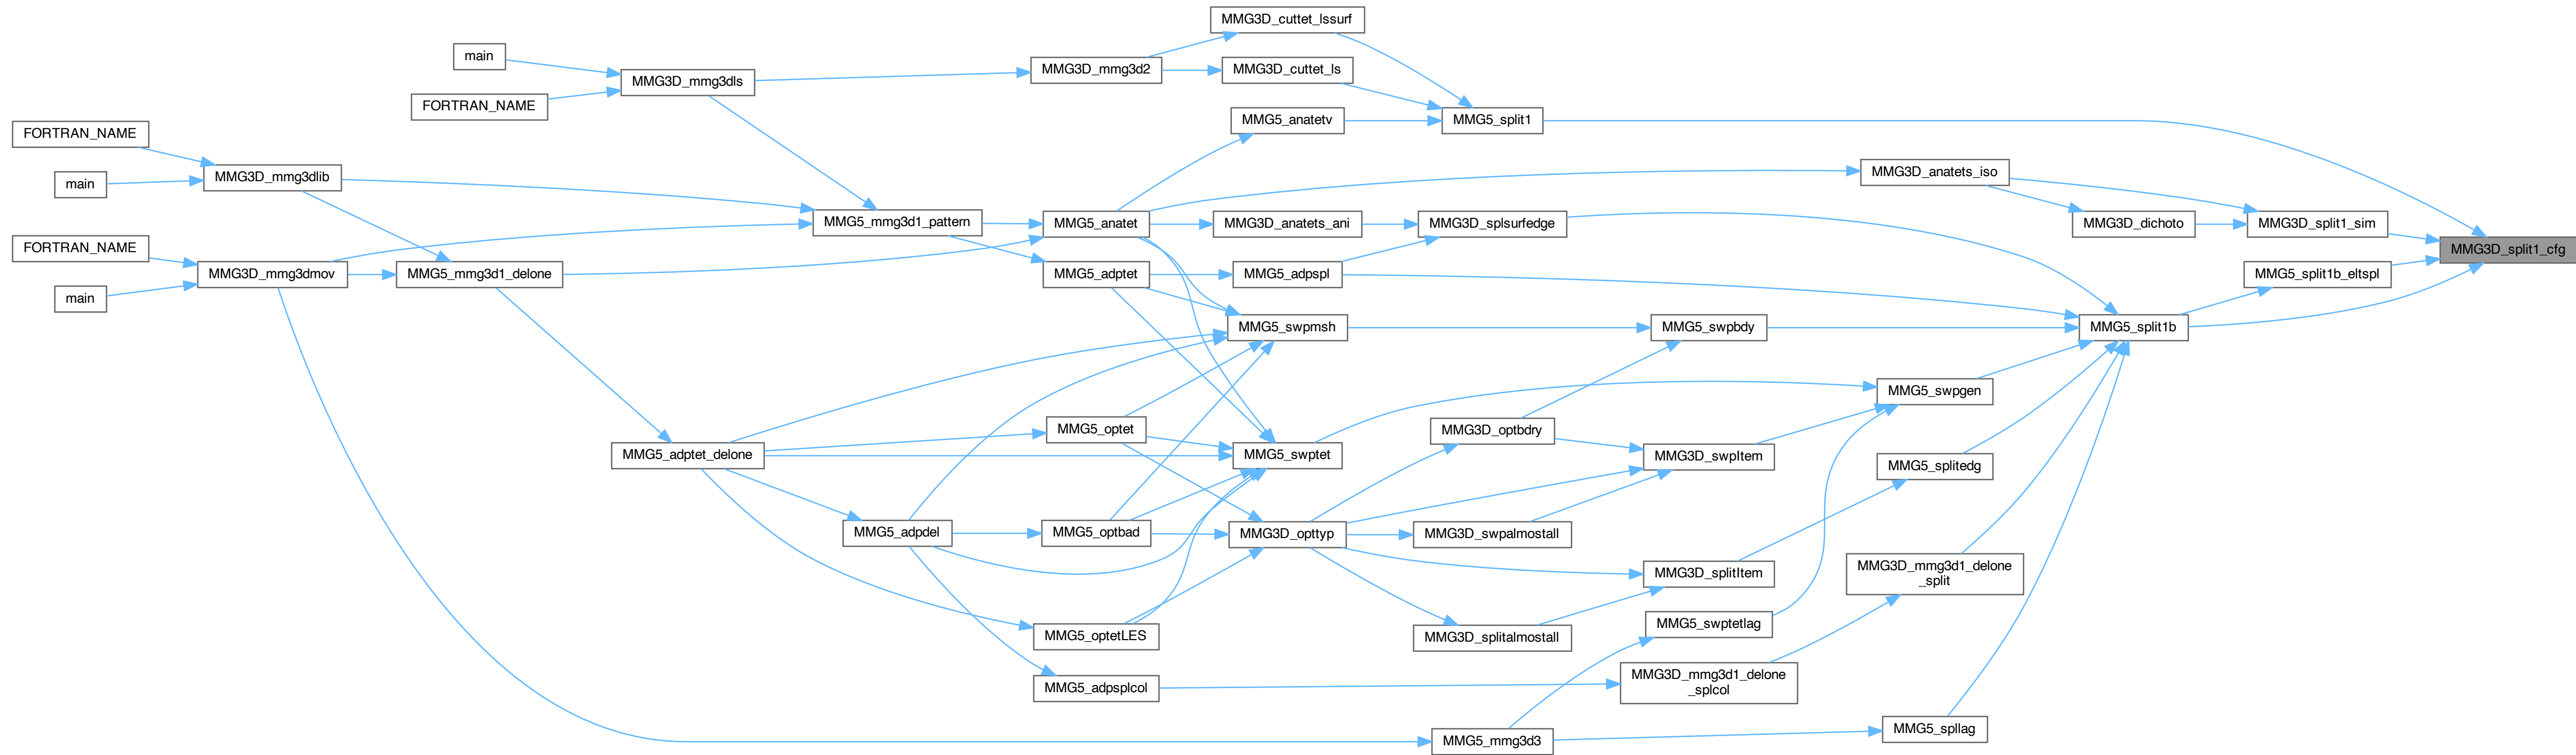 MMG3D_cuttet_lssurf
main
MMG3D_mmg3d2
MMG3D_cuttet_ls
MMG3D_mmg3dls
FORTRAN_NAME
MMG5_anatetv
MMG5_split1
FORTRAN_NAME
MMG3D_anatets_iso
MMG3D_mmg3dlib
main
MMG5_mmg3d1_pattern
MMG5_anatet
MMG3D_anatets_ani
MMG3D_splsurfedge
MMG3D_dichoto
MMG3D_split1_sim
FORTRAN_NAME
MMG3D_split1_cfg
MMG3D_mmg3dmov
MMG5_mmg3d1_delone
MMG5_adptet
MMG5_adpspl
MMG5_split1b_eltspl
main
MMG5_swpmsh
MMG5_swpbdy
MMG5_split1b
MMG5_swpgen
MMG5_optet
MMG3D_optbdry
MMG5_adptet_delone
MMG5_swptet
MMG3D_swpItem
MMG5_splitedg
MMG5_adpdel
MMG5_optbad
MMG3D_opttyp
MMG3D_swpalmostall
MMG3D_splitItem
MMG3D_mmg3d1_delone
_split
MMG5_optetLES
MMG3D_splitalmostall
MMG5_swptetlag
MMG5_adpsplcol
MMG3D_mmg3d1_delone
_splcol
MMG5_mmg3d3
MMG5_spllag